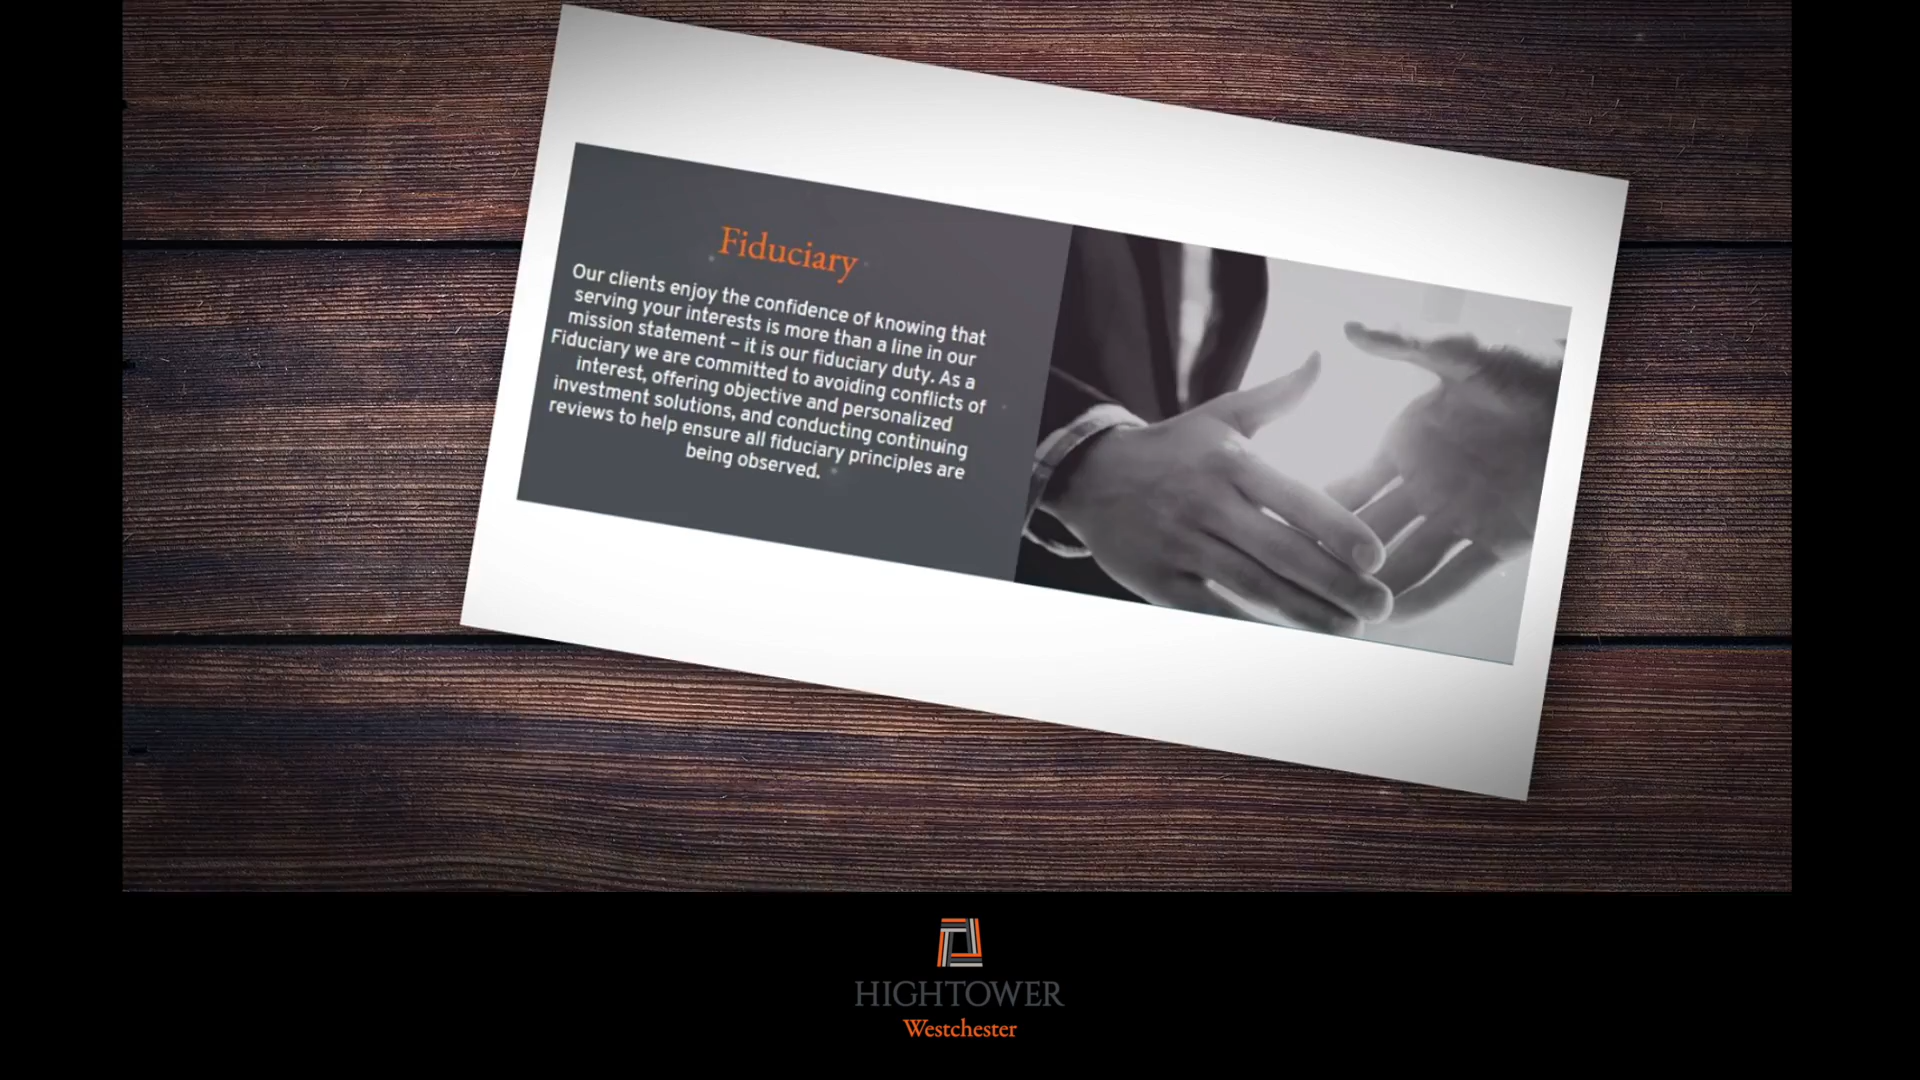 Fiduciary
Our clients enjoy the confidence of knowing that
serving your interests is more than a line in our
mission statement – it is our fiduciary duty. As a
Fiduciary we are committed to avoiding conflicts of
interest, offering objective and personalized
investment solutions, and conducting continuing
reviews to help ensure all fiduciary principles are
being observed.
HIGHTOWER
Westchester